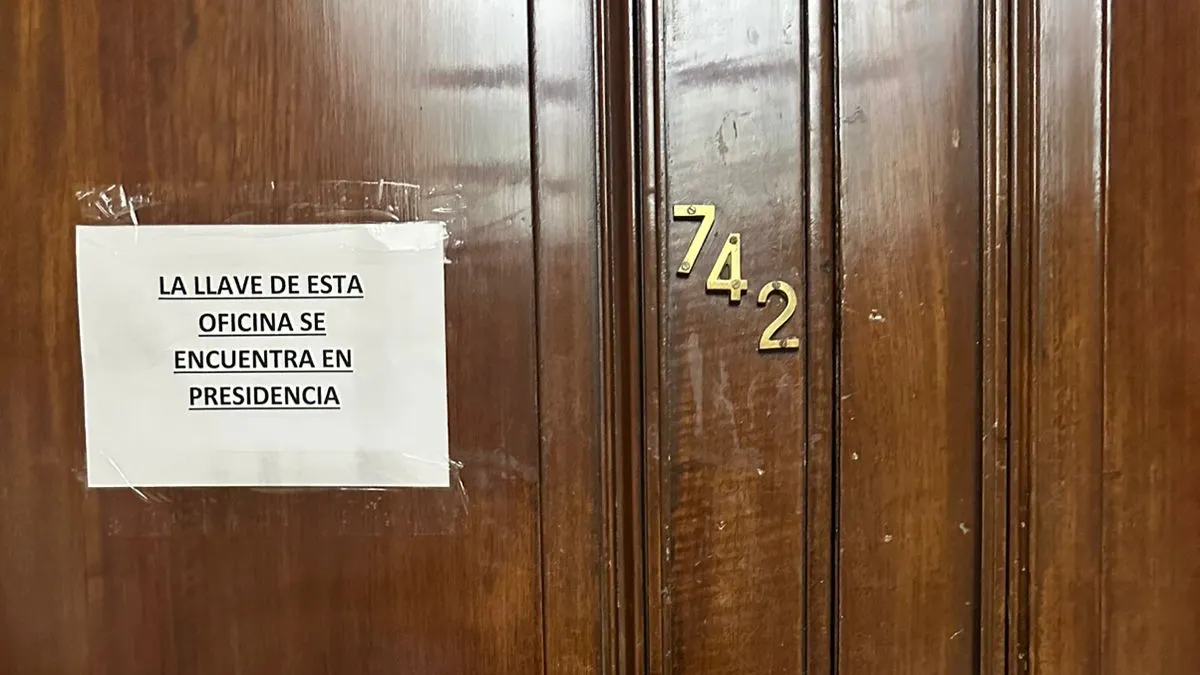 LA LLAVE DE ESTA
OFICINA SE
ENCUENTRA EN
PRESIDENCIA
742